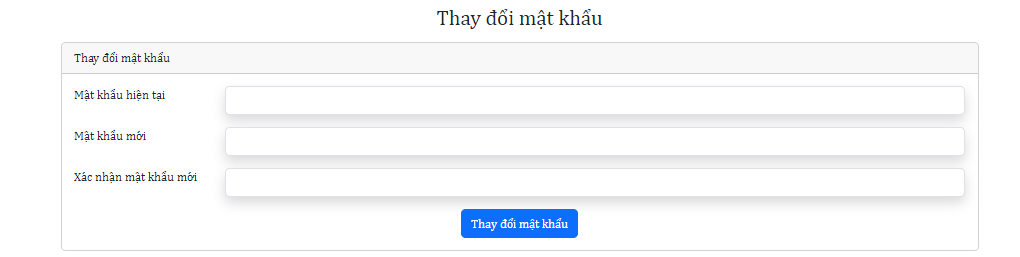 Thay đổi mật khẩu
Thay đổi mật khẩu
Mật khẩu hiện tại
Mật khẩu mới
Xác nhận mật khẩu mới
Thay đổi mật khẩu